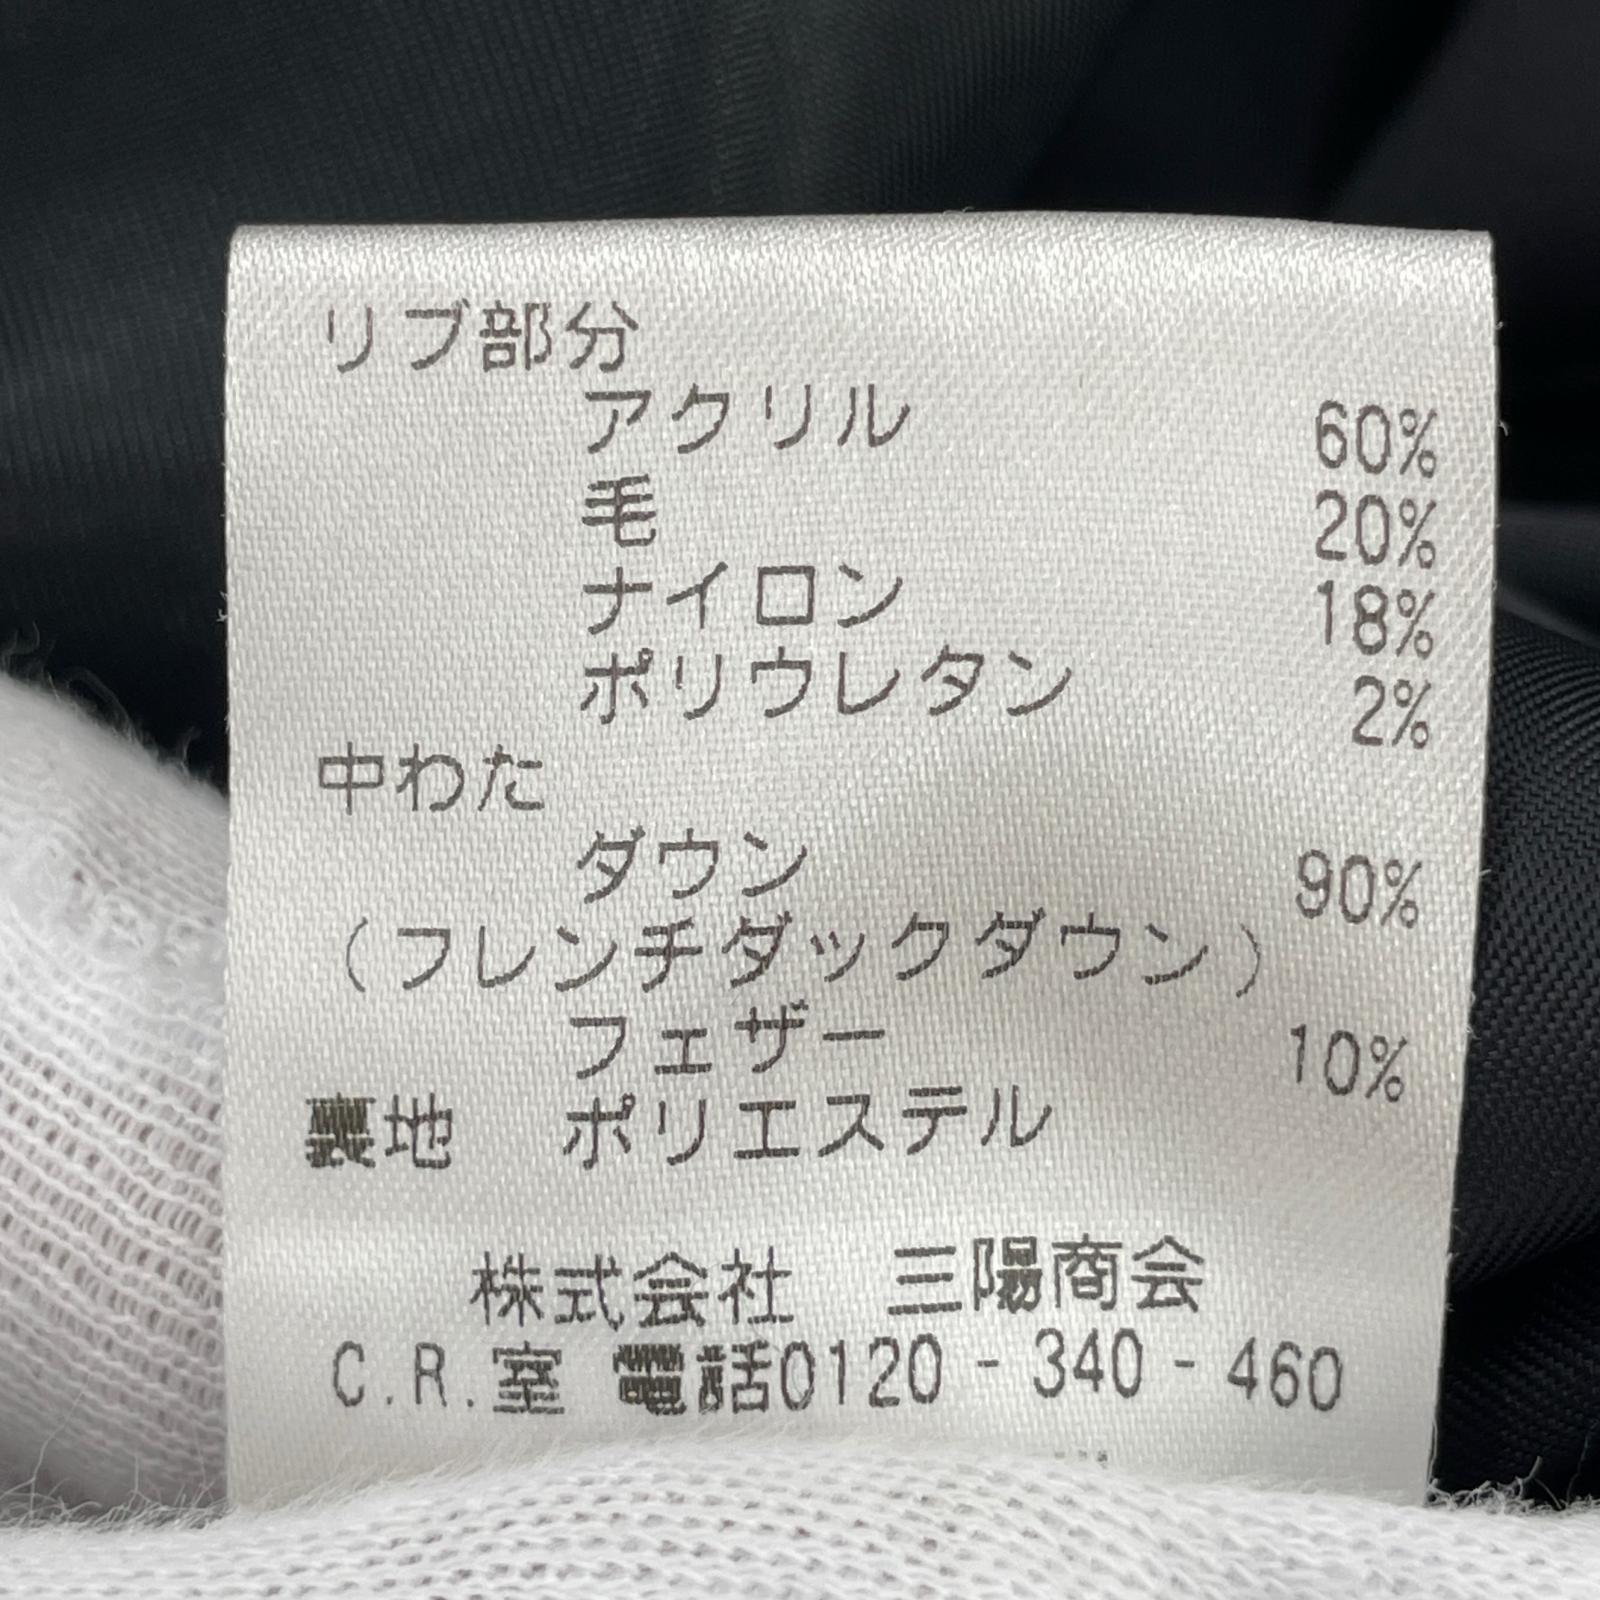 リブ部分
アクリル 60%
毛 20%
ナイロン 18%
ポリウレタン 2%
中わた
ダウン 90%
(フレンチダックダウン)
フェザー 10%
裏地 ポリエステル
株式会社 三陽商会
C.R.室 電話0120-340-460